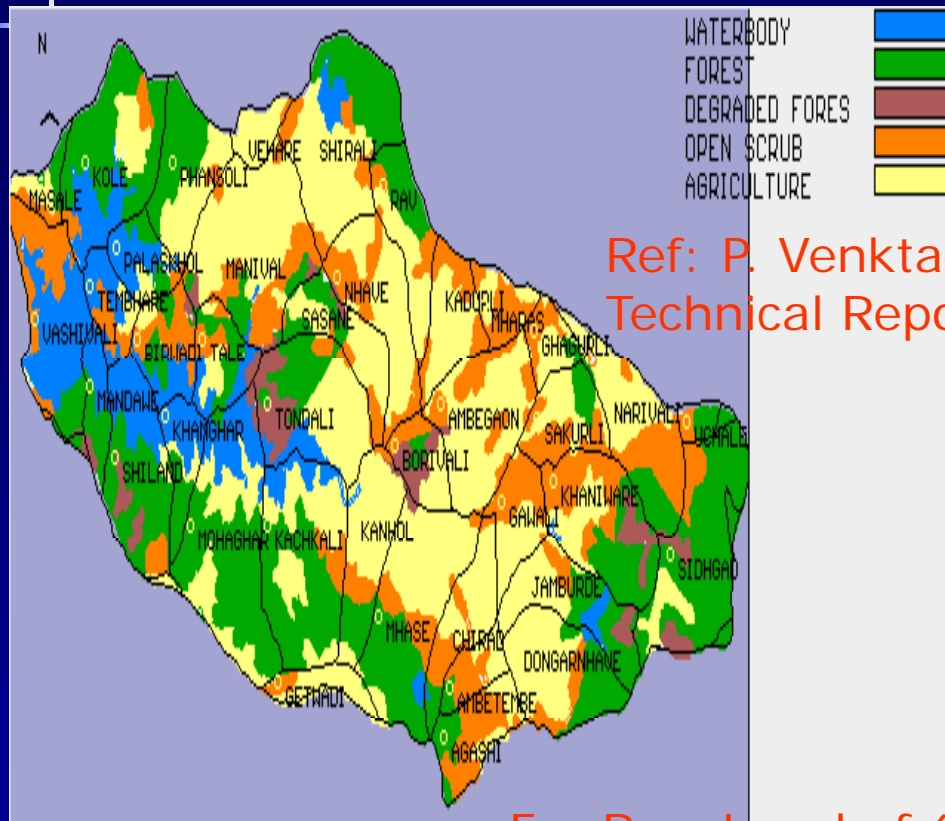 N
WATERBODY
FOREST
DEGRADED FORES
OPEN SCRUB
AGRICULTURE
Ref: P. Venkta
Technical Repo
VEHARE SHIRALI
KOLE PHANSOLI
MASALE RAV
PALASKHOL MANIVAL
TEMBHARE NHAVE KADURLI
VASHIVALI SASANE MHARAS
BIRWADI TALE GHAGURLI
MANDAWE TONDALI AMBEGAON NARIVALI
KHANGHAR SAKURLI UCHALE
SHILAND BORIVALI
KHANIWARE
MOHAGHAR KACHKALI KANHOL GAWALI
SIDHGAD
JAMBURDE
MHASE CHIRAD
DONGARNHAVE
GETWADI AMBETEMBE
AGASHI